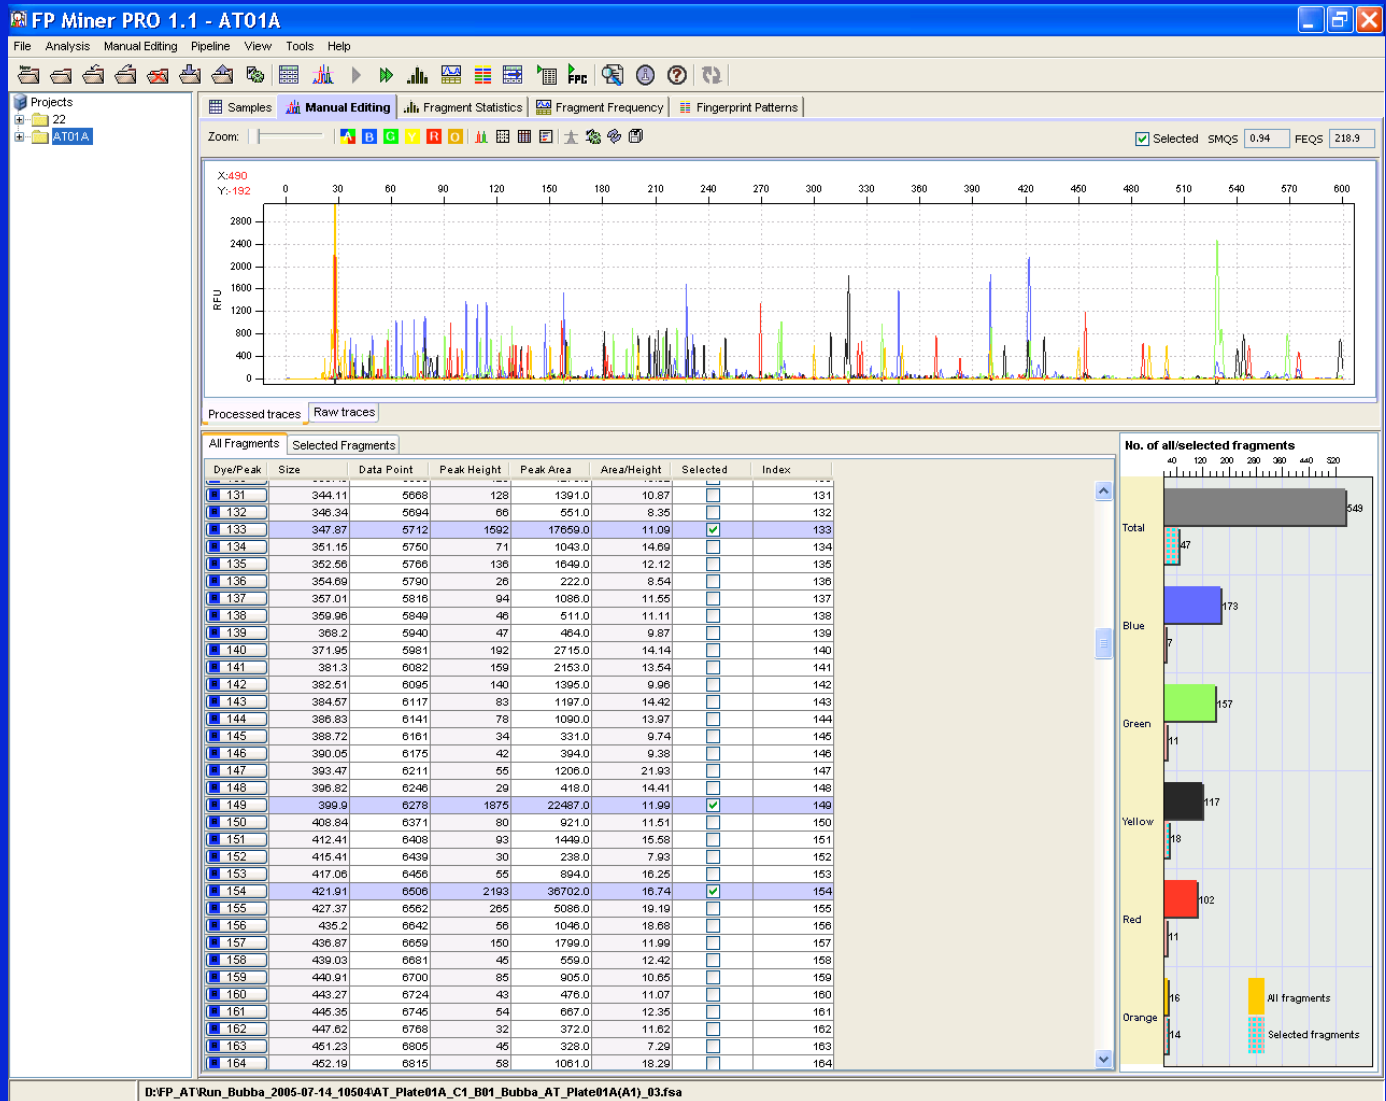 FP Miner PRO 1.1 - AT01A
File Analysis Manual Editing Pipeline View Tools Help
FPC
Projects
22
AT01A
Samples Manual Editing Fragment Statistics Fragment Frequency Fingerprint Patterns
Zoom: B G Y R O Selected SMQS 0.94 FEQS 218.9
X:490
Y:-192
0 30 60 90 120 150 180 210 240 270 300 330 360 390 420 450 480 510 540 570 600
2800
2400
2000
1600
1200
800
400
0
RFU
Processed traces Raw traces
All Fragments Selected Fragments
Dye/Peak Size Data Point Peak Height Peak Area Area/Height Selected Index
131 344.11 5668 128 1391.0 10.87 131
132 346.34 5694 66 551.0 8.35 132
133 347.87 5712 1592 17659.0 11.09 133
134 351.15 5750 71 1043.0 14.69 134
135 352.56 5766 136 1649.0 12.12 135
136 354.69 5790 26 222.0 8.54 136
137 357.01 5816 94 1086.0 11.55 137
138 359.96 5849 46 511.0 11.11 138
139 368.2 5940 47 464.0 9.87 139
140 371.95 5981 192 2715.0 14.14 140
141 381.3 6082 159 2153.0 13.54 141
142 382.51 6095 140 1395.0 9.96 142
143 384.57 6117 83 1197.0 14.42 143
144 386.83 6141 78 1090.0 13.97 144
145 388.72 6161 34 331.0 9.74 145
146 390.05 6175 42 394.0 9.38 146
147 393.47 6211 55 1206.0 21.93 147
148 396.82 6246 29 418.0 14.41 148
149 399.9 6278 1875 22487.0 11.99 149
150 408.84 6371 80 921.0 11.51 150
151 412.41 6408 93 1449.0 15.58 151
152 415.41 6439 30 238.0 7.93 152
153 417.06 6456 55 894.0 16.25 153
154 421.91 6506 2193 36702.0 16.74 154
155 427.37 6562 265 5086.0 19.19 155
156 435.2 6642 56 1046.0 18.68 156
157 436.87 6659 150 1799.0 11.99 157
158 439.03 6681 45 559.0 12.42 158
159 440.91 6700 85 905.0 10.65 159
160 443.27 6724 43 476.0 11.07 160
161 445.35 6745 54 667.0 12.35 161
162 447.62 6768 32 372.0 11.62 162
163 451.23 6805 45 328.0 7.29 163
164 452.19 6815 58 1061.0 18.29 164
No. of all/selected fragments
40 120 200 280 360 440 520
Total 549
47
Blue 173
7
Green 157
11
Yellow 117
18
Red 102
11
Orange 16
14
All fragments
Selected fragments
D:\FP_AT\Run_Bubba_2005-07-14_10504\AT_Plate01A_C1_B01_Bubba_AT_Plate01A(A1)_03.fsa